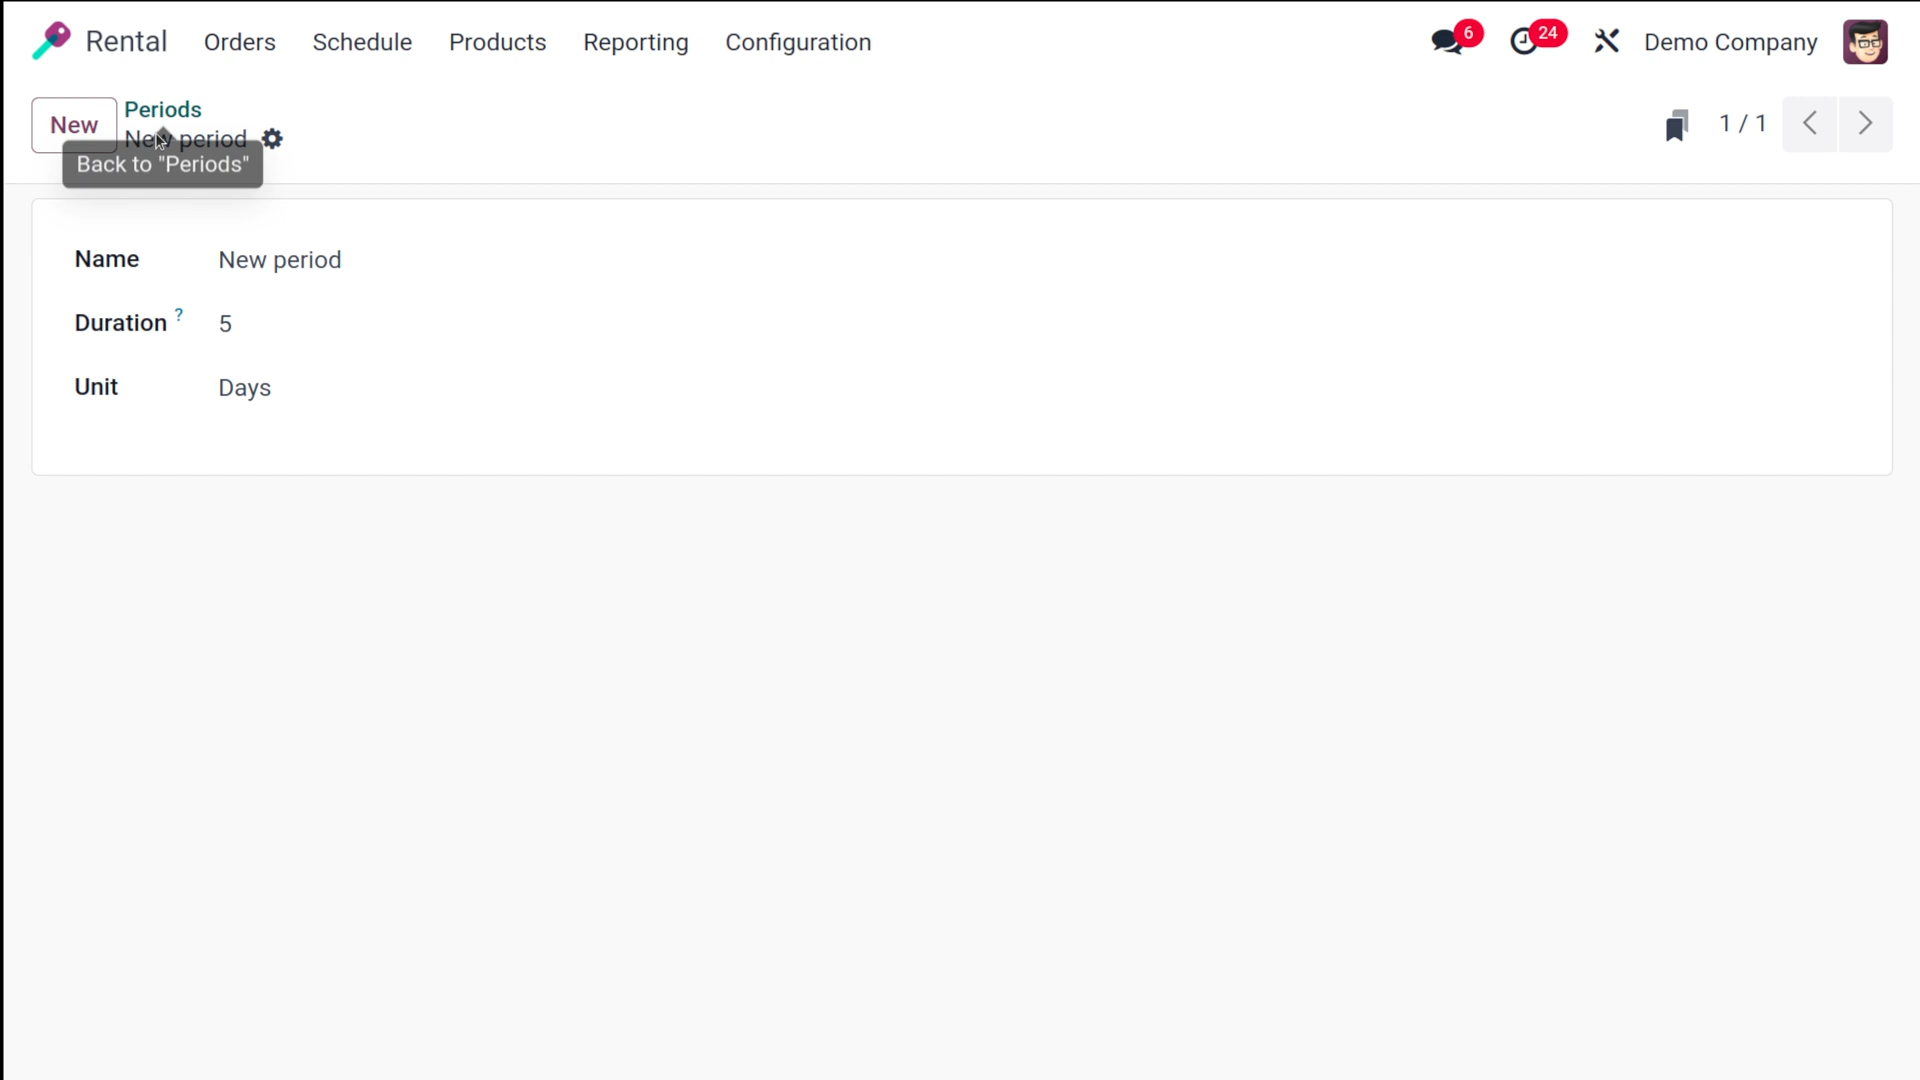 Rental Orders Schedule Products Reporting Configuration 6 24 Demo Company
New Periods 1 / 1
New period
Back to "Periods"
Name New period
Duration ? 5
Unit Days